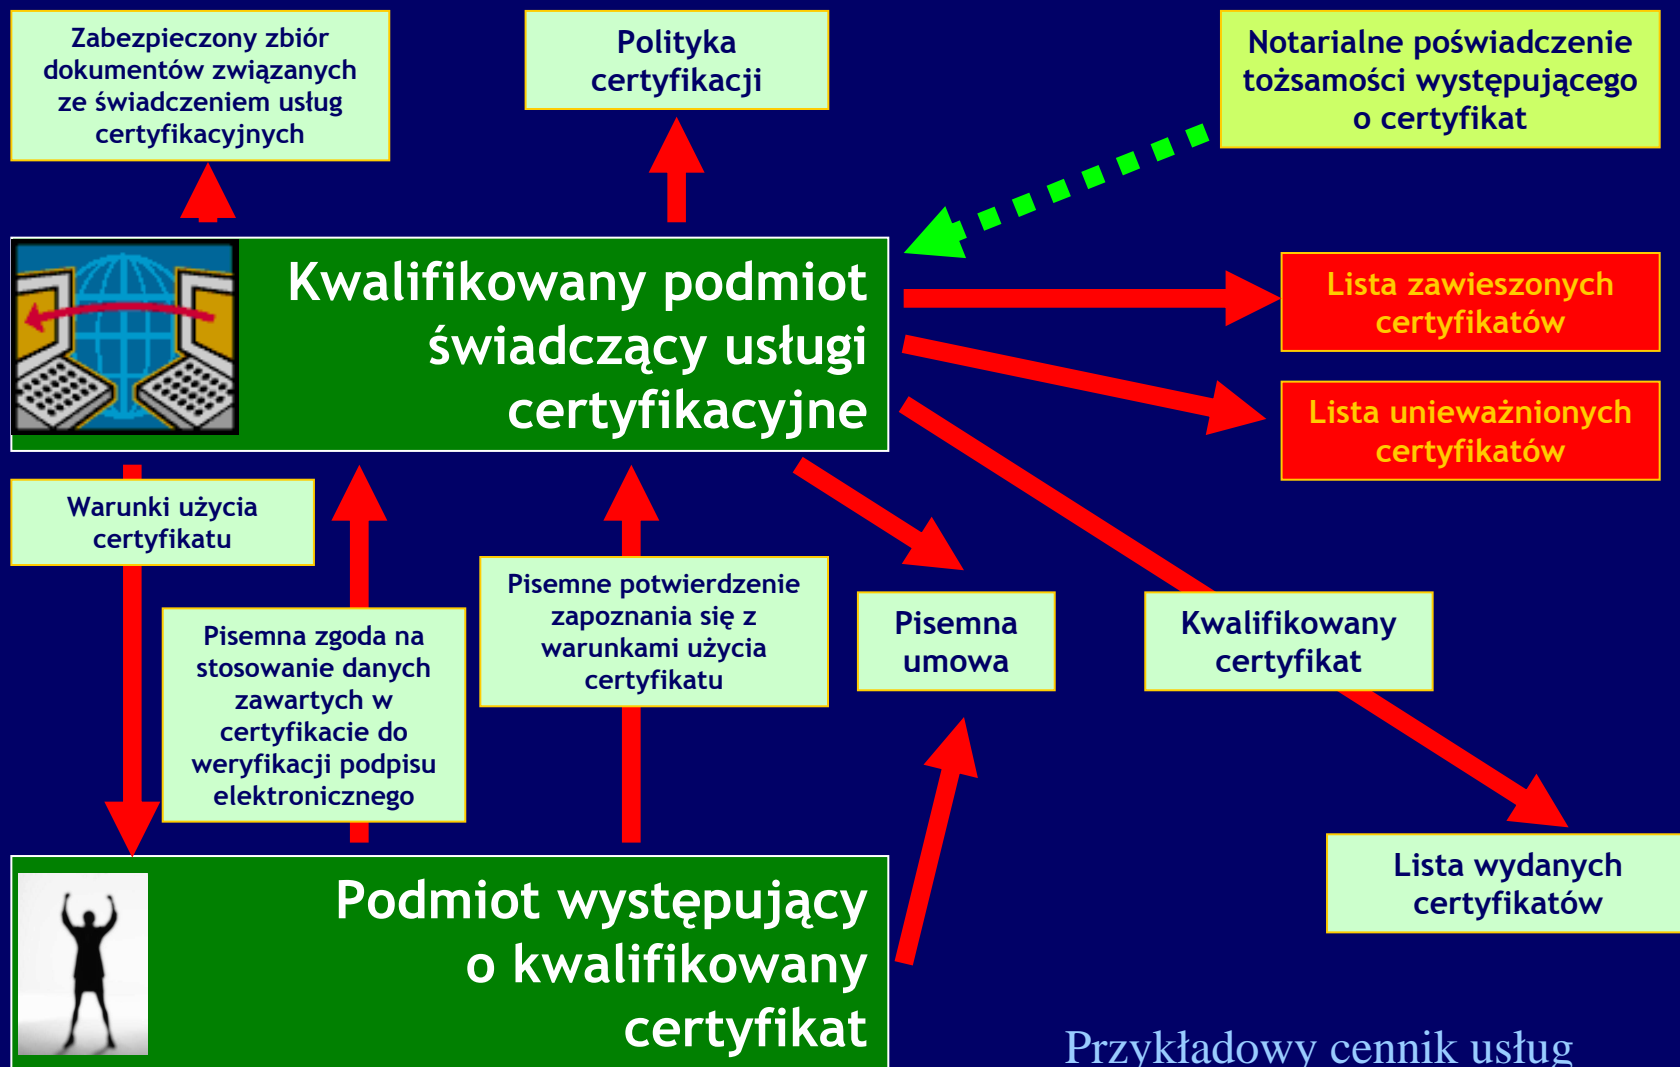 Zabezpieczony zbiór
dokumentów związanych
ze świadczeniem usług
certyfikacyjnych
Polityka
certyfikacji
Notarialne poświadczenie
tożsamości występującego
o certyfikat
Kwalifikowany podmiot
świadczący usługi
certyfikacyjne
Lista zawieszonych
certyfikatów
Lista unieważnionych
certyfikatów
Warunki użycia
certyfikatu
Pisemna zgoda na
stosowanie danych
zawartych w
certyfikacie do
weryfikacji podpisu
elektronicznego
Pisemne potwierdzenie
zapoznania się z
warunkami użycia
certyfikatu
Pisemna
umowa
Kwalifikowany
certyfikat
Lista wydanych
certyfikatów
Podmiot występujący
o kwalifikowany
certyfikat
Przykładowy cennik usług